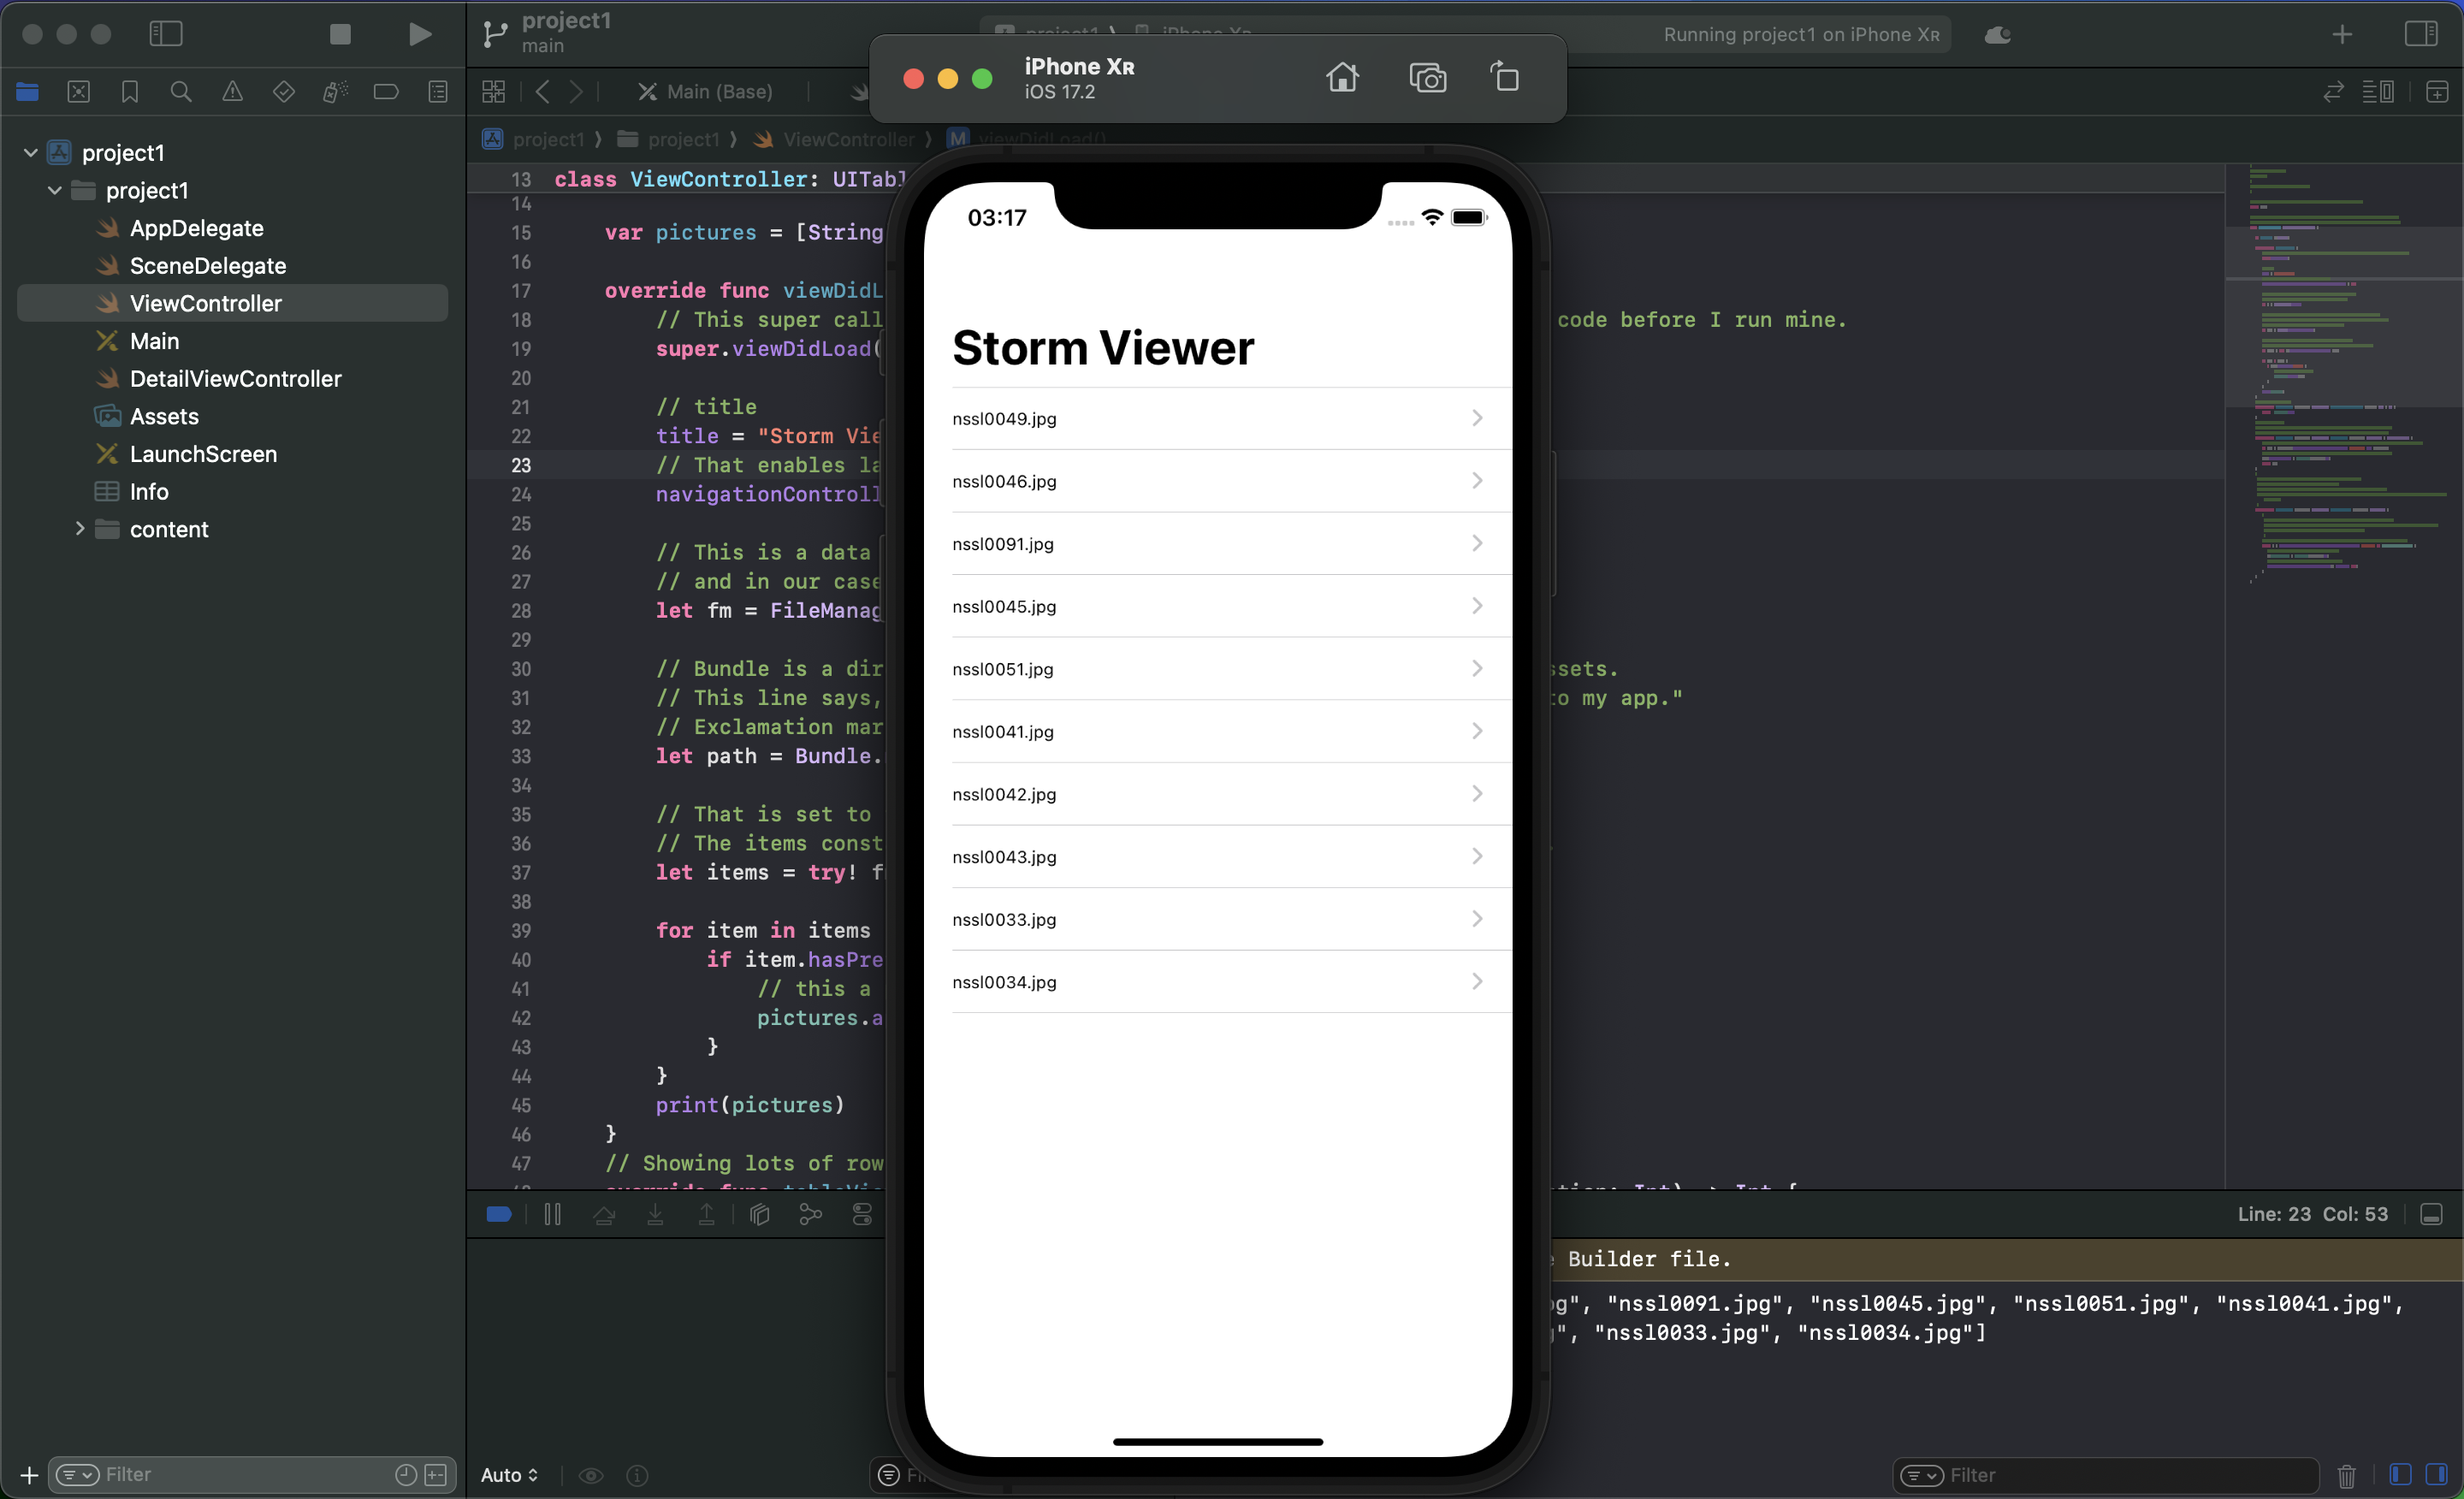 project1
main
Running project1 on iPhone XR
iPhone XR
iOS 17.2
Main (Base)
project1
project1
ViewController
M viewDidLoad()
project1
project1
AppDelegate
SceneDelegate
ViewController
Main
DetailViewController
Assets
LaunchScreen
Info
content
13 class ViewController: UITabl
14
15 var pictures = [String
16
17 override func viewDidL
18 // This super call code before I run mine.
19 super.viewDidLoad(
20
21 // title
22 title = "Storm Vie
23 // That enables la
24 navigationControll
25
26 // This is a data
27 // and in our case
28 let fm = FileManag
29
30 // Bundle is a dir ssets.
31 // This line says, to my app."
32 // Exclamation mar
33 let path = Bundle.
34
35 // That is set to
36 // The items const
37 let items = try! f
38
39 for item in items
40 if item.hasPre
41 // this a
42 pictures.a
43 }
44 }
45 print(pictures)
46 }
47 // Showing lots of row
03:17
Storm Viewer
nssl0049.jpg
nssl0046.jpg
nssl0091.jpg
nssl0045.jpg
nssl0051.jpg
nssl0041.jpg
nssl0042.jpg
nssl0043.jpg
nssl0033.jpg
nssl0034.jpg
Line: 23 Col: 53
Builder file.
pg", "nssl0091.jpg", "nssl0045.jpg", "nssl0051.jpg", "nssl0041.jpg",
", "nssl0033.jpg", "nssl0034.jpg"]
Filter
Auto
Filter